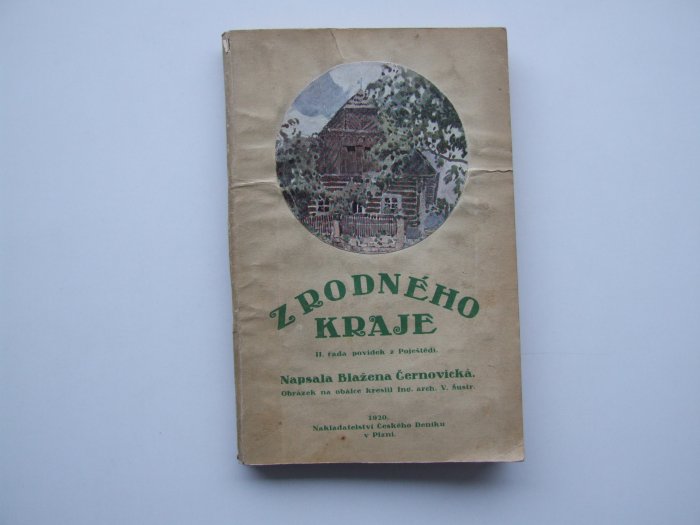 Z RODNÉHO
KRAJE
II. řada povídek z Pojěštědí.
Napsala Blažena Černovická.
Obrázek na obálce kreslil Ing. arch. V. Šustr.
1920.
Nakladatelství Českého Deníku
v Plzni.